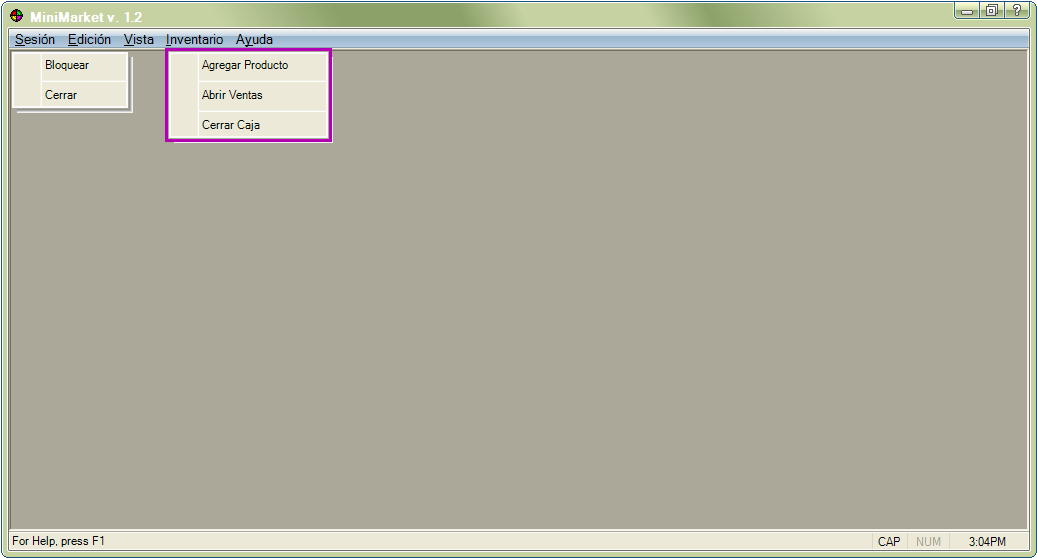 MiniMarket v. 1.2
Sesión Edición Vista Inventario Ayuda
Bloquear
Cerrar
Agregar Producto
Abrir Ventas
Cerrar Caja
For Help, press F1 CAP NUM 3:04PM